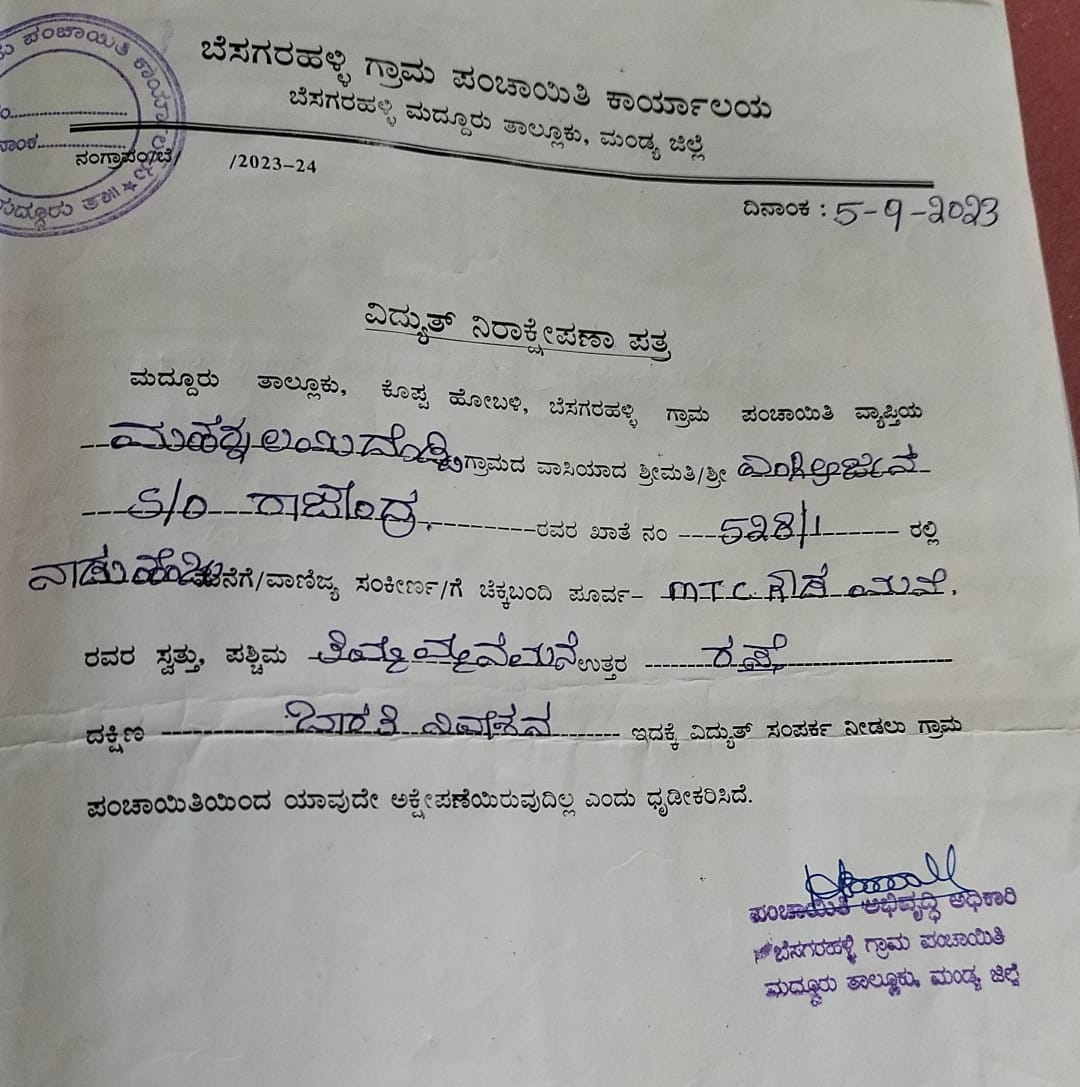 ಬೆಸಗರಹಳ್ಳಿ ಗ್ರಾಮ ಪಂಚಾಯಿತಿ ಕಾರ್ಯಾಲಯ
ಬೆಸಗರಹಳ್ಳಿ ಮದ್ದೂರು ತಾಲ್ಲೂಕು, ಮಂಡ್ಯ ಜಿಲ್ಲೆ
ಪಂಚಾಯಿತಿ
ನಂಗ್ರಾಪಂ/ಬೆ/ /2023-24
ದಿನಾಂಕ : 5-9-2023
ವಿದ್ಯುತ್ ನಿರಾಕ್ಷೇಪಣಾ ಪತ್ರ
ಮದ್ದೂರು ತಾಲ್ಲೂಕು, ಕೊಪ್ಪ ಹೋಬಳಿ, ಬೆಸಗರಹಳ್ಳಿ ಗ್ರಾಮ ಪಂಚಾಯಿತಿ ವ್ಯಾಪ್ತಿಯ
ಗ್ರಾಮದ ವಾಸಿಯಾದ ಶ್ರೀಮತಿ/ಶ್ರೀ
S/O ರಾಜೇಂದ್ರ, ರವರ ಖಾತೆ ನಂ 528/1 ರಲ್ಲಿ
ಮನೆಗೆ/ವಾಣಿಜ್ಯ ಸಂಕೀರ್ಣ/ಗೆ ಚೆಕ್ಕಬಂದಿ ಪೂರ್ವ-
ರವರ ಸ್ವತ್ತು, ಪಶ್ಚಿಮ ಉತ್ತರ ರಸ್ತೆ
ದಕ್ಷಿಣ ಇದಕ್ಕೆ ವಿದ್ಯುತ್ ಸಂಪರ್ಕ ನೀಡಲು ಗ್ರಾಮ
ಪಂಚಾಯಿತಿಯಿಂದ ಯಾವುದೇ ಅಕ್ಷೇಪಣೆಯಿರುವುದಿಲ್ಲ ಎಂದು ಧೃಡೀಕರಿಸಿದೆ.
ಪಂಚಾಯಿತಿ ಅಭಿವೃದ್ಧಿ ಅಧಿಕಾರಿ
ಬೆಸಗರಹಳ್ಳಿ ಗ್ರಾಮ ಪಂಚಾಯಿತಿ
ಮದ್ದೂರು ತಾಲ್ಲೂಕು, ಮಂಡ್ಯ ಜಿಲ್ಲೆ